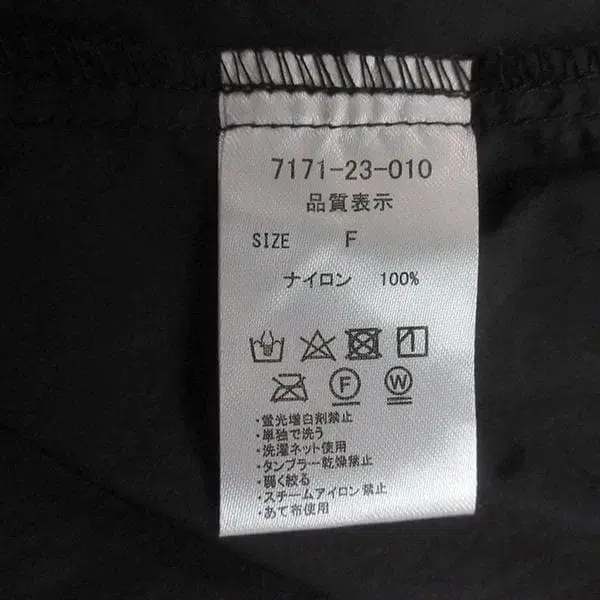 7171-23-010
品質表示
SIZE F
ナイロン 100%
F W
・蛍光増白剤禁止
・単独で洗う
・洗濯ネット使用
・タンブラー乾燥禁止
・弱く絞る
・スチームアイロン禁止
・あて布使用